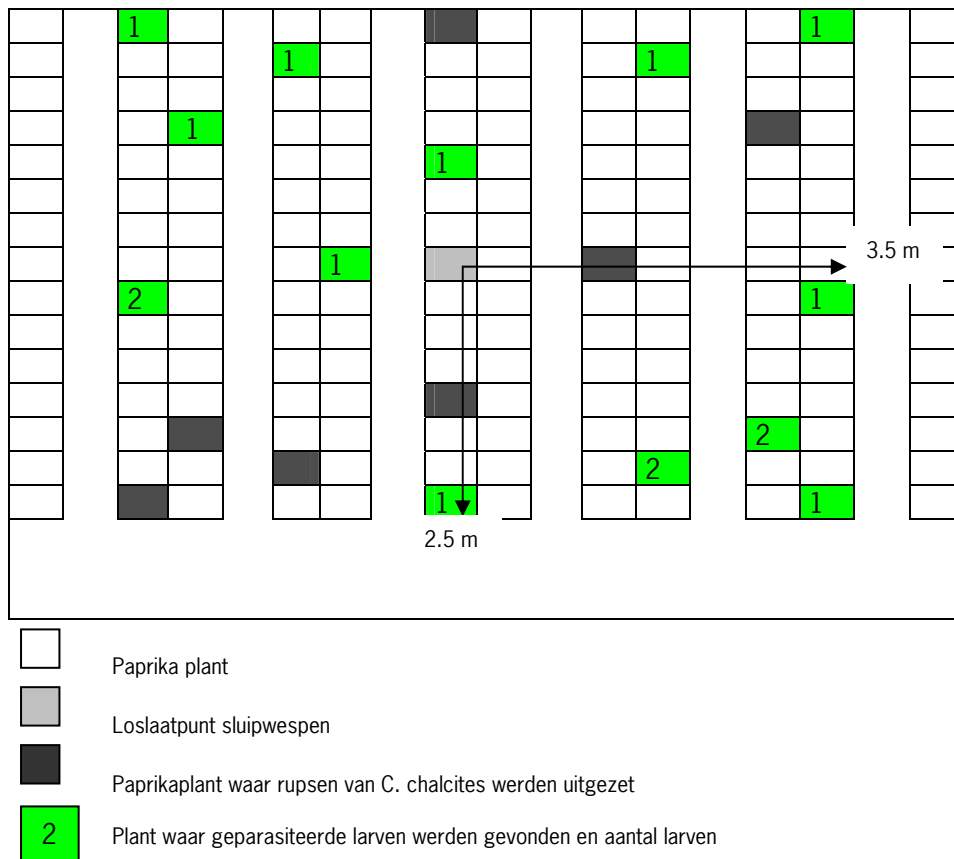 1 1
1 1
1
1
1
3.5 m
2 1
2
2
1 1
2.5 m
Paprika plant
Loslaatpunt sluipwespen
Paprikaplant waar rupsen van C. chalcites werden uitgezet
2 Plant waar geparasiteerde larven werden gevonden en aantal larven